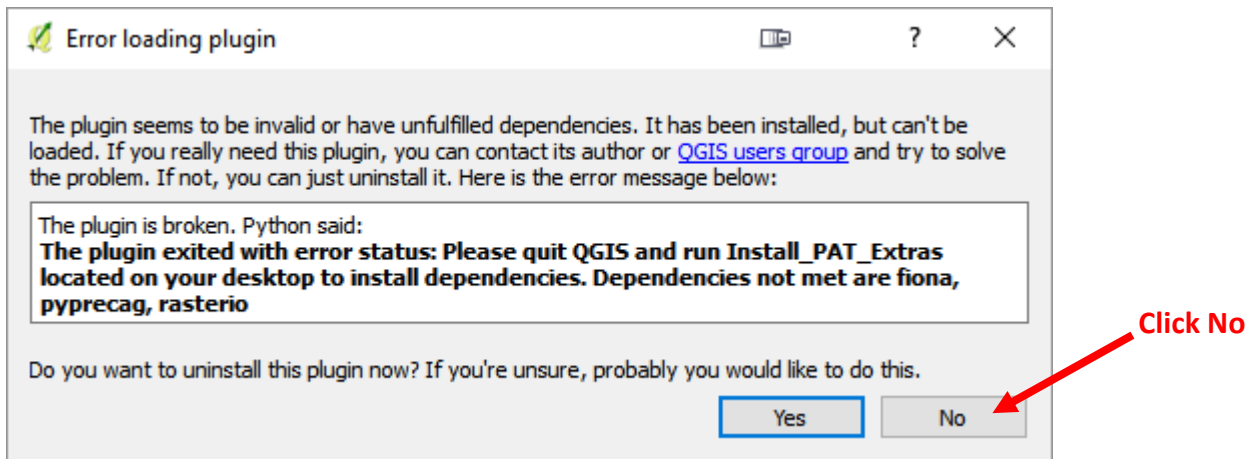 Error loading plugin
?
The plugin seems to be invalid or have unfulfilled dependencies. It has been installed, but can't be
loaded. If you really need this plugin, you can contact its author or QGIS users group and try to solve
the problem. If not, you can just uninstall it. Here is the error message below:
The plugin is broken. Python said:
The plugin exited with error status: Please quit QGIS and run Install_PAT_Extras
located on your desktop to install dependencies. Dependencies not met are fiona,
pyprecag, rasterio
Click No
Do you want to uninstall this plugin now? If you're unsure, probably you would like to do this.
Yes
No